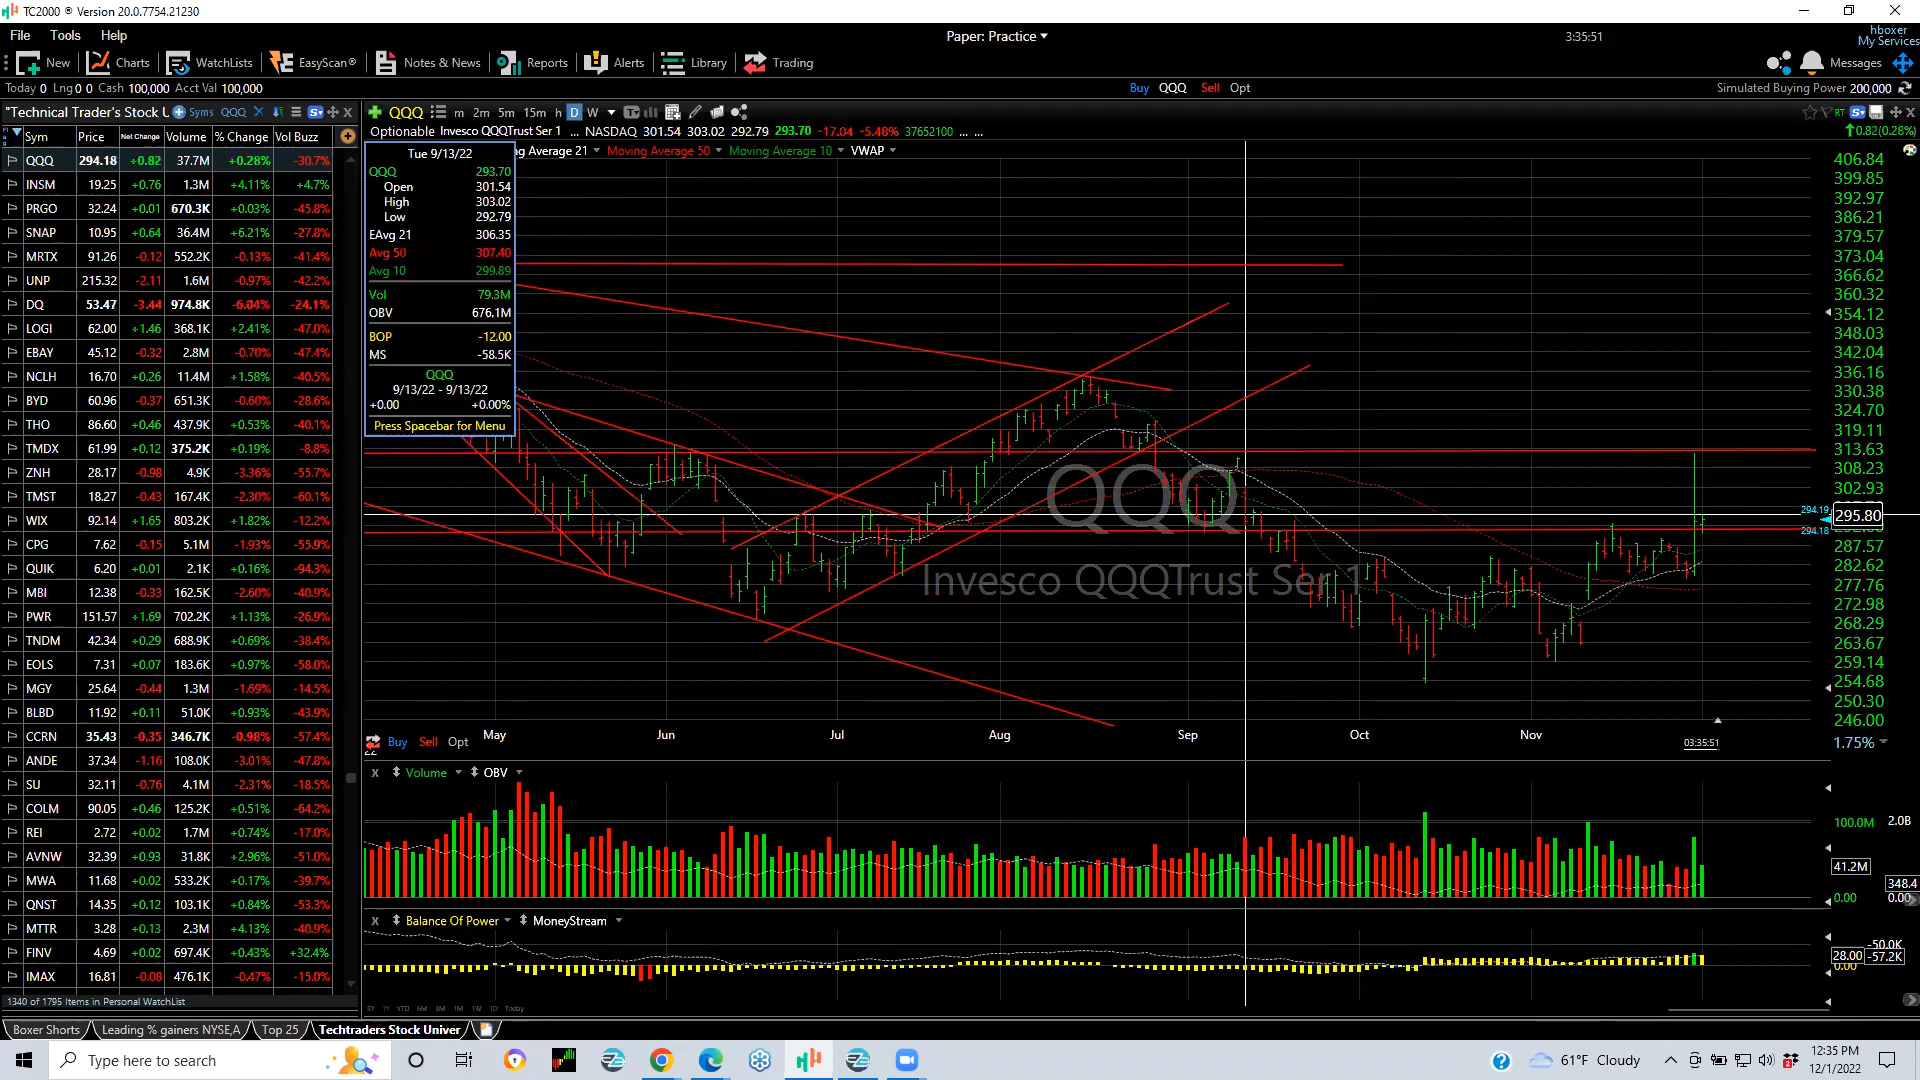 TC2000 ® Version 20.0.7754.21230
File Tools Help Paper: Practice 3:35:51 hboxer
My Services
New Charts WatchLists EasyScan® Notes & News Reports Alerts Library Trading Messages
Today 0 Lng 0 0 Cash 100,000 Acct Val 100,000 Buy QQQ Sell Opt Simulated Buying Power 200,000
"Technical Trader's Stock U Syms QQQ
Sym Price Net Change Volume % Change Vol Buzz
QQQ 294.18 +0.82 37.7M +0.28% -30.7%
INSM 19.25 +0.76 1.3M +4.11% +4.7%
PRGO 32.24 +0.01 670.3K +0.03% -45.8%
SNAP 10.95 +0.64 36.4M +6.21% -27.8%
MRTX 91.26 -0.12 552.2K -0.13% -41.4%
UNP 215.32 -2.11 1.6M -0.97% -42.2%
DQ 53.47 -3.44 974.8K -6.04% -24.1%
LOGI 62.00 +1.46 368.1K +2.41% -47.0%
EBAY 45.12 -0.32 2.8M -0.70% -47.4%
NCLH 16.70 +0.26 11.4M +1.58% -40.5%
BYD 60.96 -0.37 651.3K -0.60% -28.6%
THO 86.60 +0.46 437.9K +0.53% -40.1%
TMDX 61.99 +0.12 375.2K +0.19% -8.8%
ZNH 28.17 -0.98 4.9K -3.36% -55.7%
TMST 18.27 -0.43 167.4K -2.30% -60.1%
WIX 92.14 +1.65 803.2K +1.82% -12.2%
CPG 7.62 -0.15 5.1M -1.93% -55.9%
QUIK 6.20 +0.01 2.1K +0.16% -94.3%
MBI 12.38 -0.33 162.5K -2.60% -40.9%
PWR 151.57 +1.69 702.2K +1.13% -26.9%
TNDM 42.34 +0.29 688.9K +0.69% -38.4%
EOLS 7.31 +0.07 183.6K +0.97% -58.0%
MGY 25.64 -0.44 1.3M -1.69% -14.5%
BLBD 11.92 +0.11 51.0K +0.93% -43.9%
CCRN 35.43 -0.35 346.7K -0.98% -57.4%
ANDE 37.34 -1.16 108.0K -3.01% -47.8%
SU 32.11 -0.76 4.1M -2.31% -18.5%
COLM 90.05 +0.46 125.2K +0.51% -64.2%
REI 2.72 +0.02 1.7M +0.74% -17.0%
AVNW 32.39 +0.93 31.8K +2.96% -51.0%
MWA 11.68 +0.02 533.2K +0.17% -39.7%
QNST 14.35 +0.12 103.1K +0.84% -53.3%
MTTR 3.28 +0.13 2.3M +4.13% -40.9%
FINV 4.69 +0.02 697.4K +0.43% +32.4%
IMAX 16.81 -0.08 476.1K -0.47% -15.0%
1340 of 1795 Items in Personal WatchList
Boxer Shorts Leading % gainers NYSE,A Top 25 Techtraders Stock Univer
QQQ m 2m 5m 15m h D W
Optionable Invesco QQQTrust Ser 1 ... NASDAQ 301.54 303.02 292.79 293.70 -17.04 -5.48% 37652100 ... ...
0.82(0.28%)
ng Average 21 Moving Average 50 Moving Average 10 VWAP
Tue 9/13/22
QQQ 293.70
Open 301.54
High 303.02
Low 292.79
EAvg 21 306.35
Avg 50 307.40
Avg 10 299.89
Vol 79.3M
OBV 676.1M
BOP -12.00
MS -58.5K
QQQ
9/13/22 - 9/13/22
+0.00 +0.00%
Press Spacebar for Menu
QQQ
Invesco QQQTrust Ser 1
406.84
399.85
392.97
386.21
379.57
373.04
366.62
360.32
354.12
348.03
342.04
336.16
330.38
324.70
319.11
313.63
308.23
302.93
294.19
295.80
294.18
287.57
282.62
277.76
272.98
268.29
263.67
259.14
254.68
250.30
246.00
1.75%
May Jun Jul Aug Sep Oct Nov
03:35:51
Buy Sell Opt
22
x Volume OBV
100.0M 2.0B
41.2M
348.4
0.00 0.00
x Balance Of Power MoneyStream
-50.0K
28.00 -57.2K
0.00
5Y 1Y YTD 6M 3M 1M 1W 1D Today
Type here to search
61°F Cloudy
12:35 PM
12/1/2022